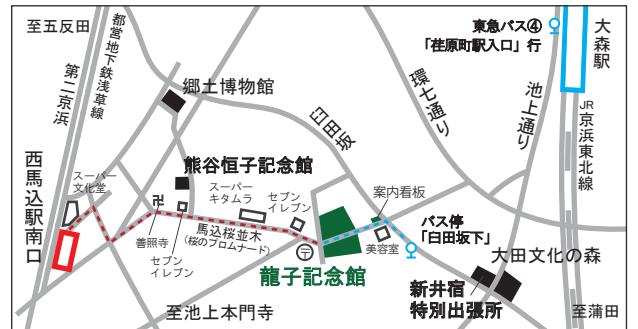 至五反田
都営地下鉄浅草線
第二京浜
郷土博物館
臼田坂
環七通り
東急バス④
「荏原町駅入口」行
池上通り
大森駅
JR京浜東北線
西馬込駅南口
スーパー
文化堂
熊谷恒子記念館
卍
善照寺
セブン
イレブン
スーパー
キタムラ
馬込桜並木
(桜のプロムナード)
セブン
イレブン
〒
龍子記念館
案内看板
美容室
バス停
「臼田坂下」
大田文化の森
新井宿
特別出張所
至池上本門寺
至蒲田